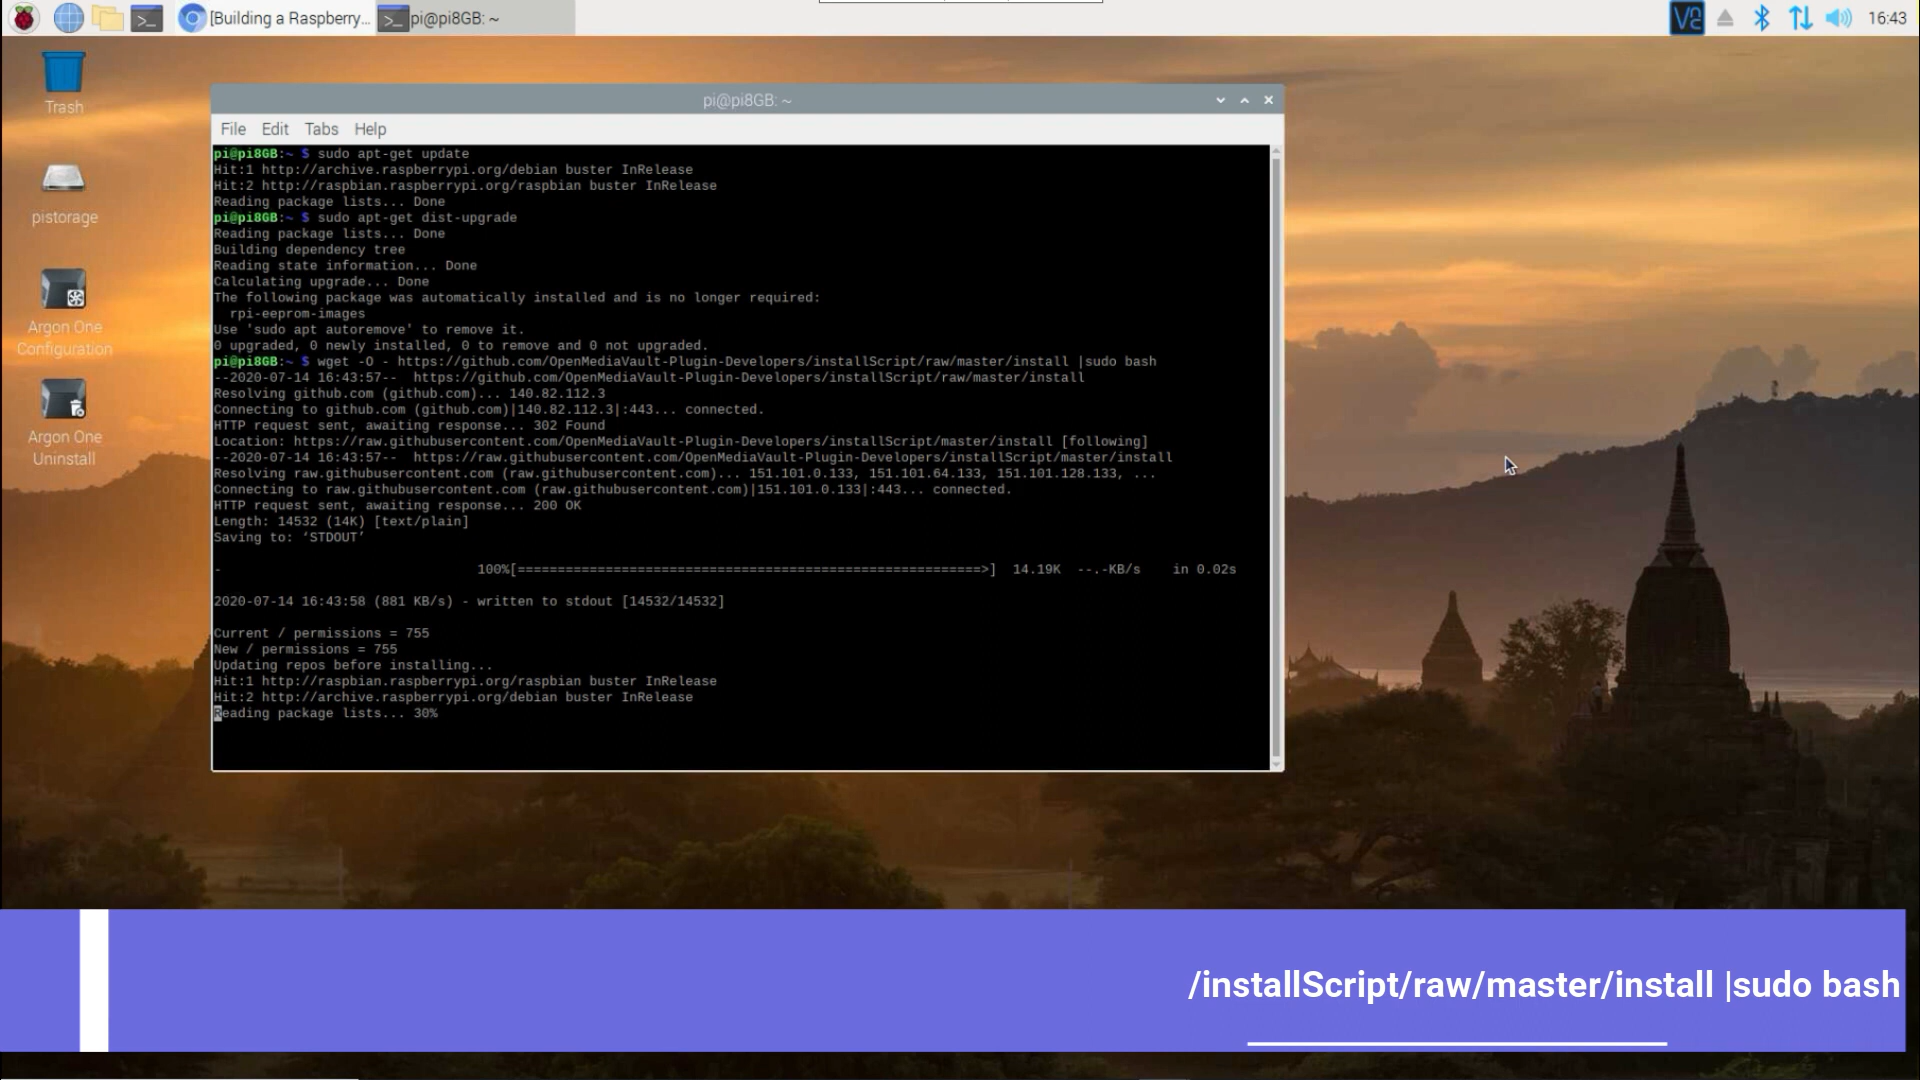 [Building a Raspberry... pi@pi8GB: ~ 16:43
Trash
pistorage
Argon One
Configuration
Argon One
Uninstall
pi@pi8GB: ~
File Edit Tabs Help
pi@pi8GB:~ $ sudo apt-get update
Hit:1 http://archive.raspberrypi.org/debian buster InRelease
Hit:2 http://raspbian.raspberrypi.org/raspbian buster InRelease
Reading package lists... Done
pi@pi8GB:~ $ sudo apt-get dist-upgrade
Reading package lists... Done
Building dependency tree
Reading state information... Done
Calculating upgrade... Done
The following package was automatically installed and is no longer required:
rpi-eeprom-images
Use 'sudo apt autoremove' to remove it.
0 upgraded, 0 newly installed, 0 to remove and 0 not upgraded.
pi@pi8GB:~ $ wget -O - https://github.com/OpenMediaVault-Plugin-Developers/installScript/raw/master/install |sudo bash
--2020-07-14 16:43:57--  https://github.com/OpenMediaVault-Plugin-Developers/installScript/raw/master/install
Resolving github.com (github.com)... 140.82.112.3
Connecting to github.com (github.com)|140.82.112.3|:443... connected.
HTTP request sent, awaiting response... 302 Found
Location: https://raw.githubusercontent.com/OpenMediaVault-Plugin-Developers/installScript/master/install [following]
--2020-07-14 16:43:57--  https://raw.githubusercontent.com/OpenMediaVault-Plugin-Developers/installScript/master/install
Resolving raw.githubusercontent.com (raw.githubusercontent.com)... 151.101.0.133, 151.101.64.133, 151.101.128.133, ...
Connecting to raw.githubusercontent.com (raw.githubusercontent.com)|151.101.0.133|:443... connected.
HTTP request sent, awaiting response... 200 OK
Length: 14532 (14K) [text/plain]
Saving to: ‘STDOUT’
- 100%[==========================================================>] 14.19K --.-KB/s in 0.02s
2020-07-14 16:43:58 (881 KB/s) - written to stdout [14532/14532]
Current / permissions = 755
New / permissions = 755
Updating repos before installing...
Hit:1 http://raspbian.raspberrypi.org/raspbian buster InRelease
Hit:2 http://archive.raspberrypi.org/debian buster InRelease
Reading package lists... 30%
/installScript/raw/master/install |sudo bash